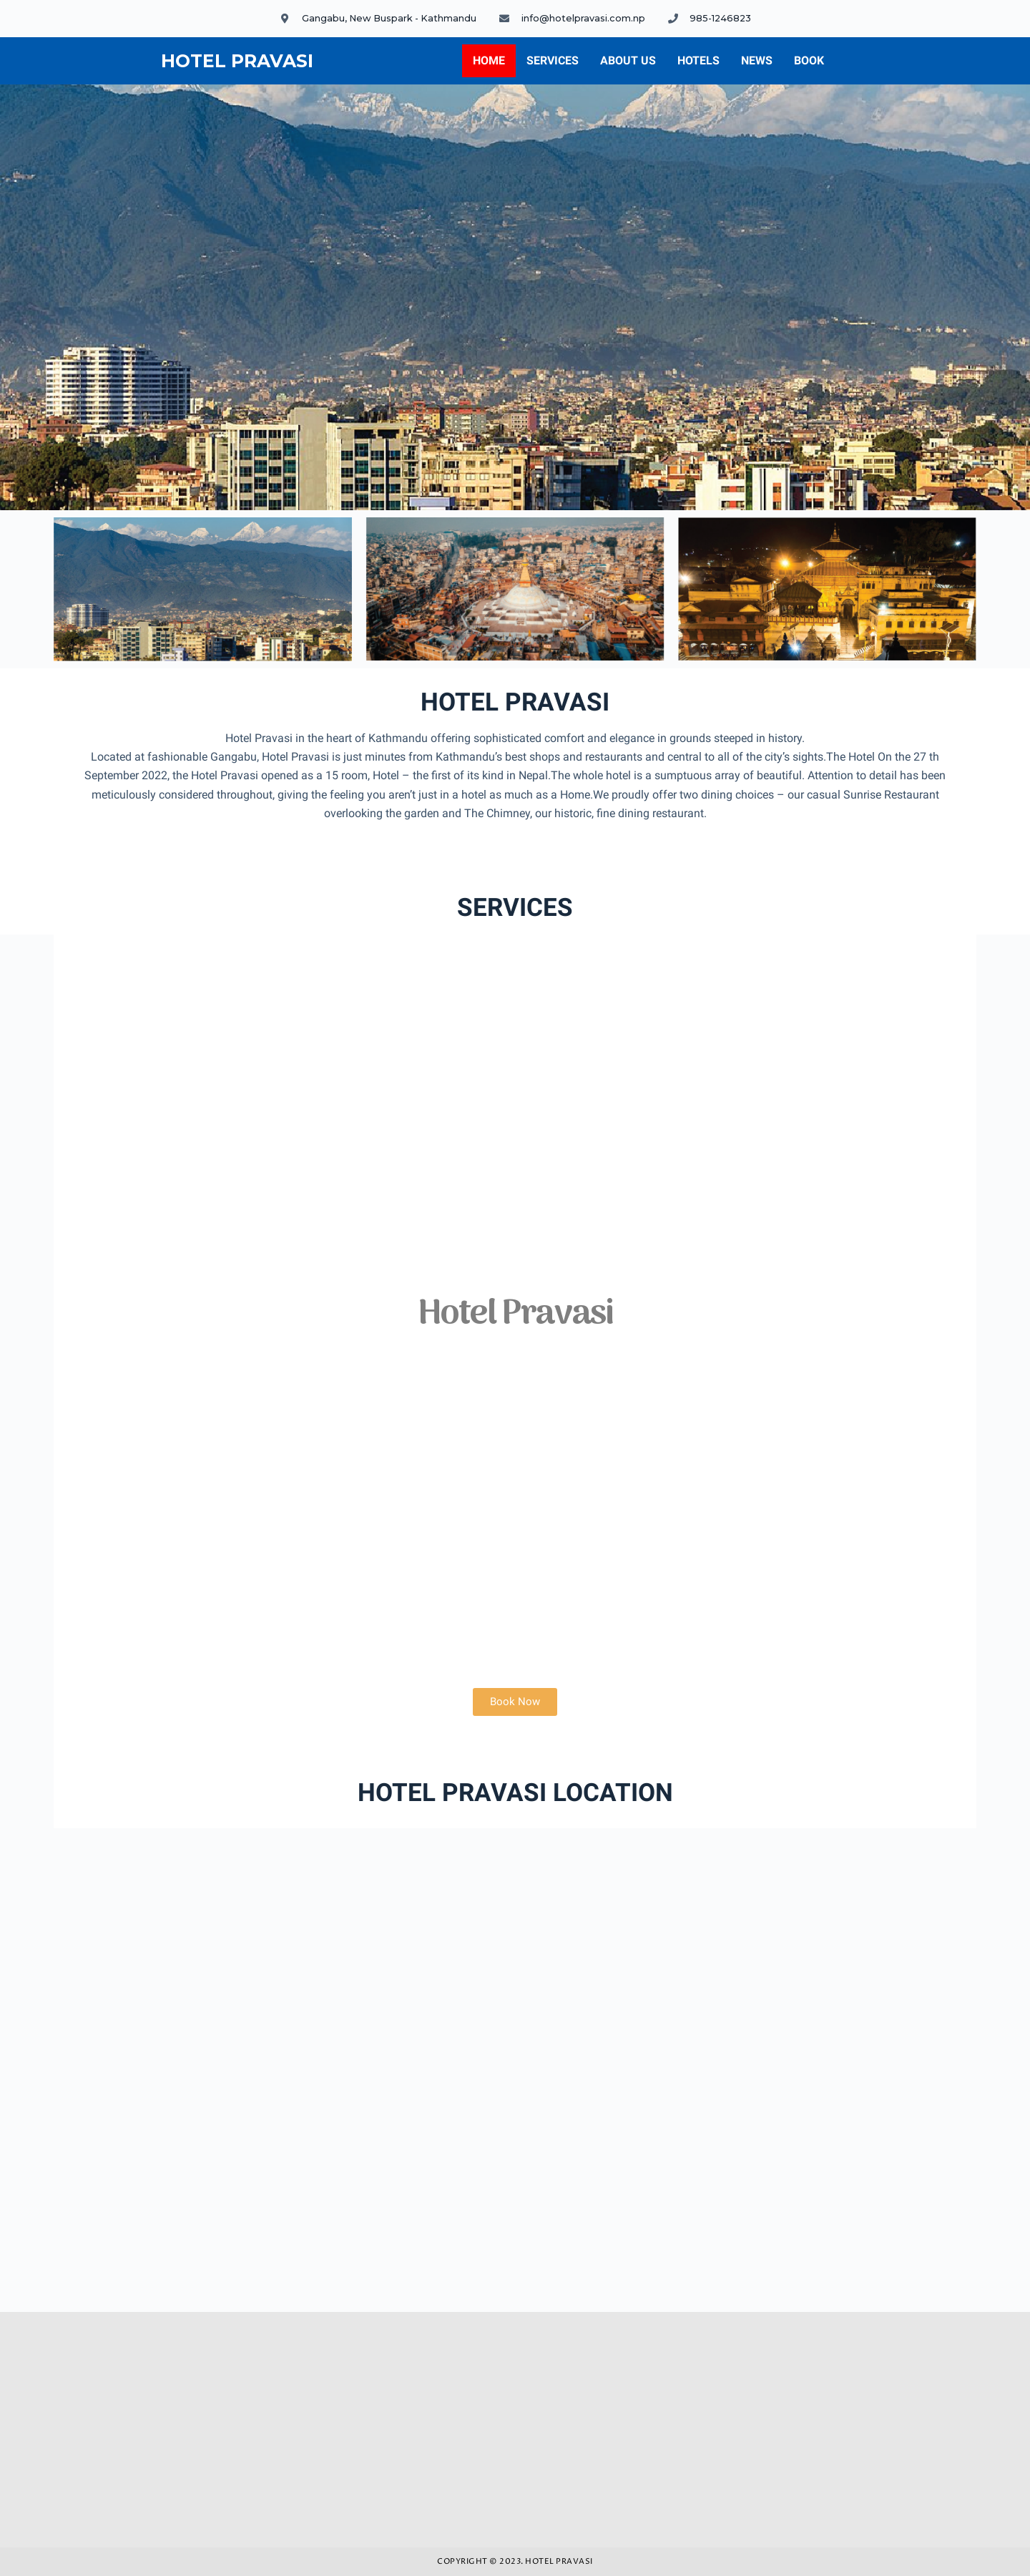 Gangabu, New Buspark - Kathmandu info@hotelpravasi.com.np 985-1246823
HOTEL PRAVASI HOME SERVICES ABOUT US HOTELS NEWS BOOK
HOTEL PRAVASI
Hotel Pravasi in the heart of Kathmandu offering sophisticated comfort and elegance in grounds steeped in history.
Located at fashionable Gangabu, Hotel Pravasi is just minutes from Kathmandu’s best shops and restaurants and central to all of the city’s sights.The Hotel On the 27 th
September 2022, the Hotel Pravasi opened as a 15 room, Hotel – the first of its kind in Nepal.The whole hotel is a sumptuous array of beautiful. Attention to detail has been
meticulously considered throughout, giving the feeling you aren’t just in a hotel as much as a Home.We proudly offer two dining choices – our casual Sunrise Restaurant
overlooking the garden and The Chimney, our historic, fine dining restaurant.
SERVICES
Hotel Pravasi
Book Now
HOTEL PRAVASI LOCATION
COPYRIGHT © 2023. HOTEL PRAVASI